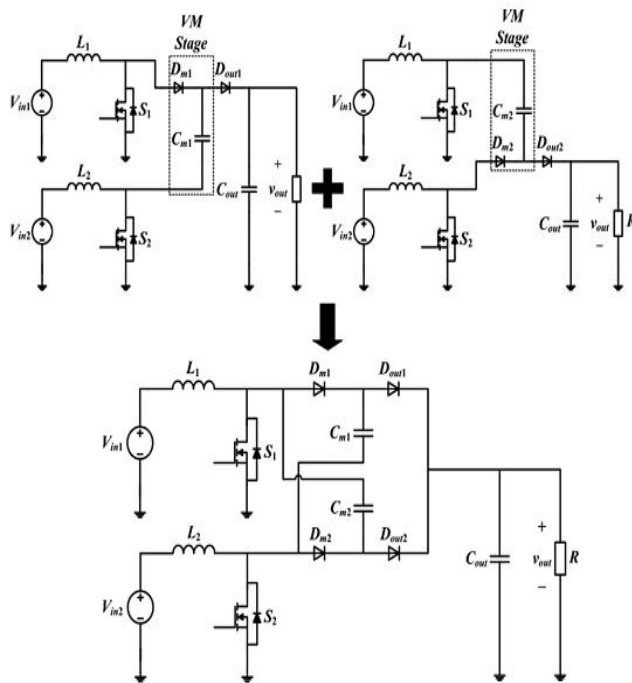 VM
Stage
L1
Dm1 Dout1
Vin1
S1
Cm1
L2
Vin2
S2
Cout
+
vout
−
VM
Stage
L1
Cm2
Vin1
S1
Dm2 Dout2
L2
Vin2
S2
Cout
+
vout
−
R
L1
Dm1 Dout1
Vin1
S1
Cm1
Cm2
L2
Dm2 Dout2
Vin2
S2
Cout
+
vout
−
R